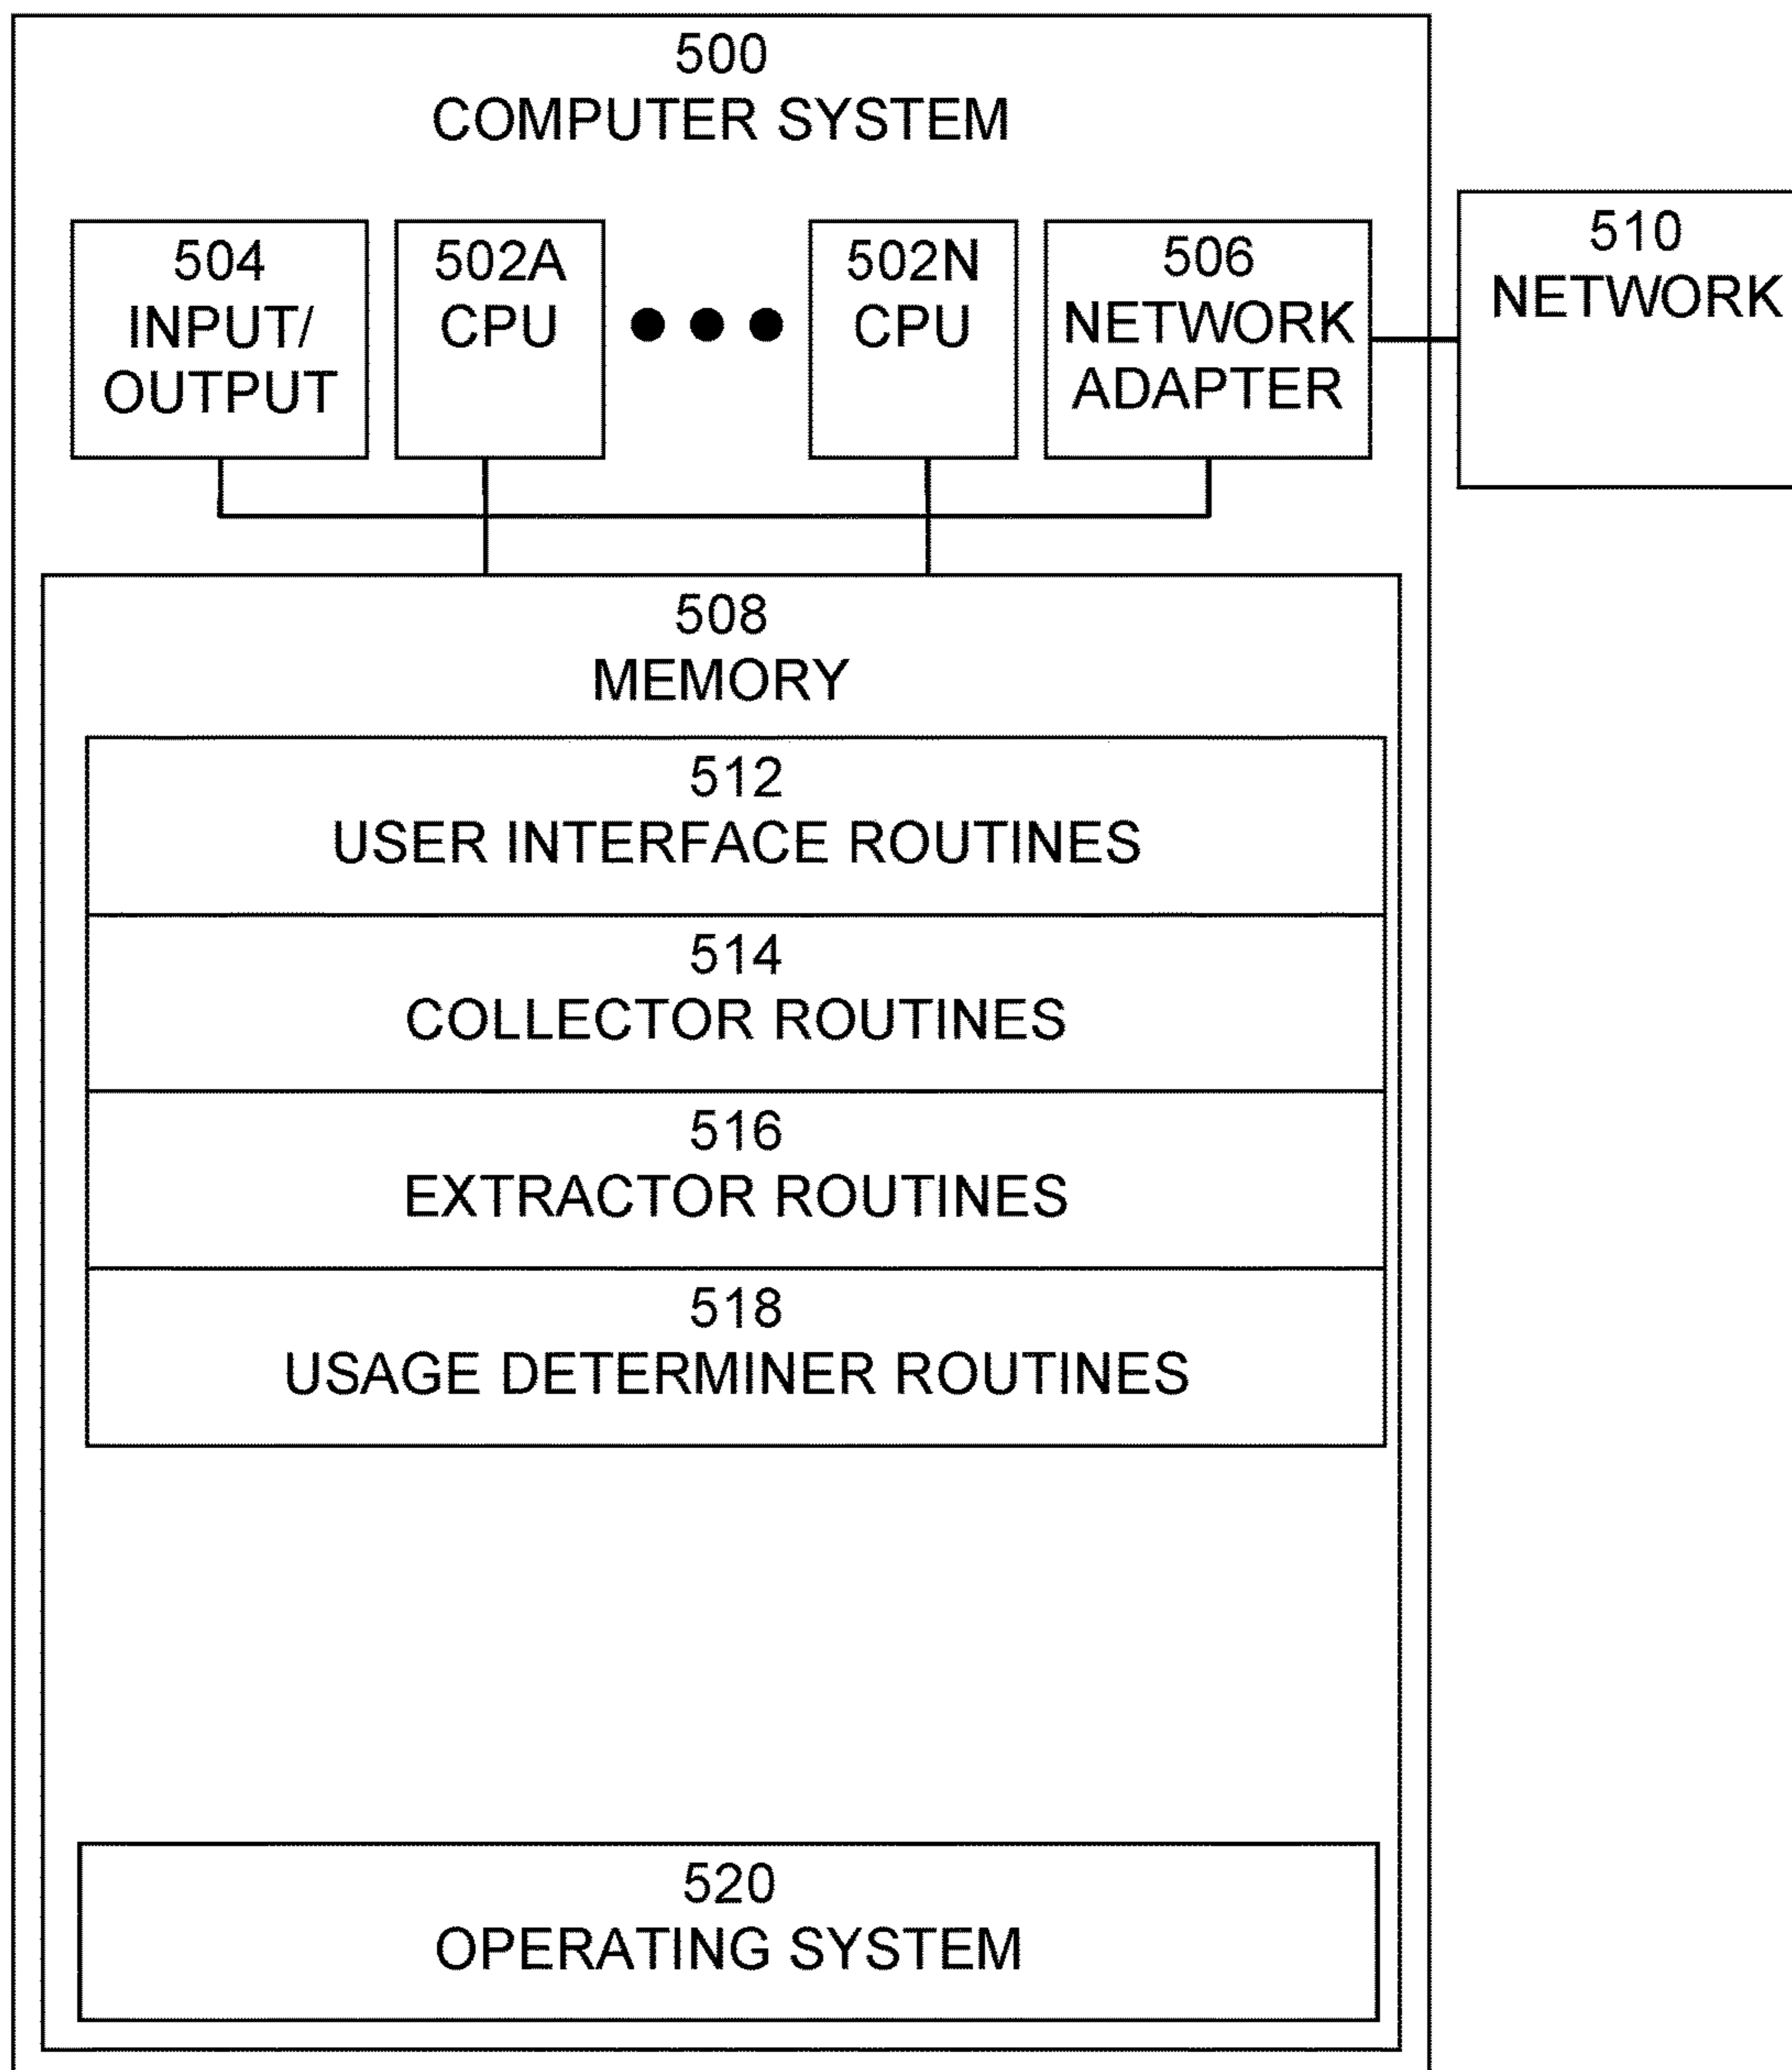 500
COMPUTER SYSTEM
504
INPUT/
OUTPUT
502A
CPU
502N
CPU
506
NETWORK
ADAPTER
510
NETWORK
508
MEMORY
512
USER INTERFACE ROUTINES
514
COLLECTOR ROUTINES
516
EXTRACTOR ROUTINES
518
USAGE DETERMINER ROUTINES
520
OPERATING SYSTEM